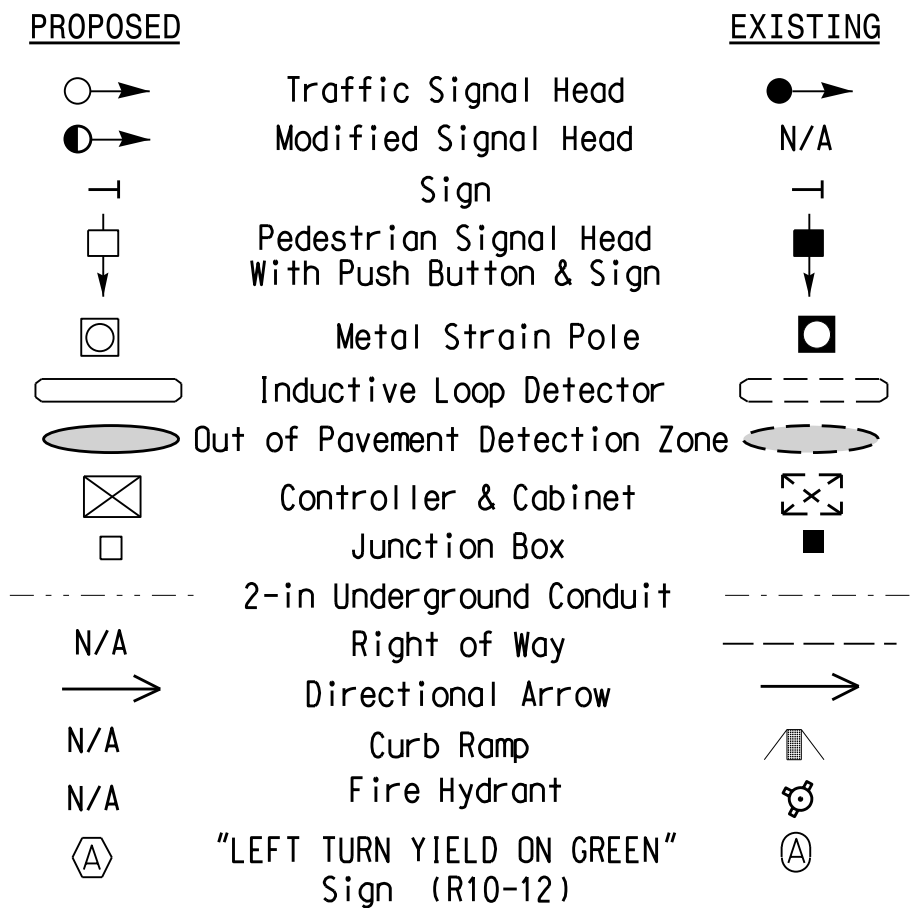 PROPOSED EXISTING
Traffic Signal Head
Modified Signal Head N/A
Sign
Pedestrian Signal Head
With Push Button & Sign
Metal Strain Pole
Inductive Loop Detector
Out of Pavement Detection Zone
Controller & Cabinet
Junction Box
2-in Underground Conduit
N/A Right of Way
Directional Arrow
N/A Curb Ramp
N/A Fire Hydrant
A "LEFT TURN YIELD ON GREEN" A
Sign (R10-12)